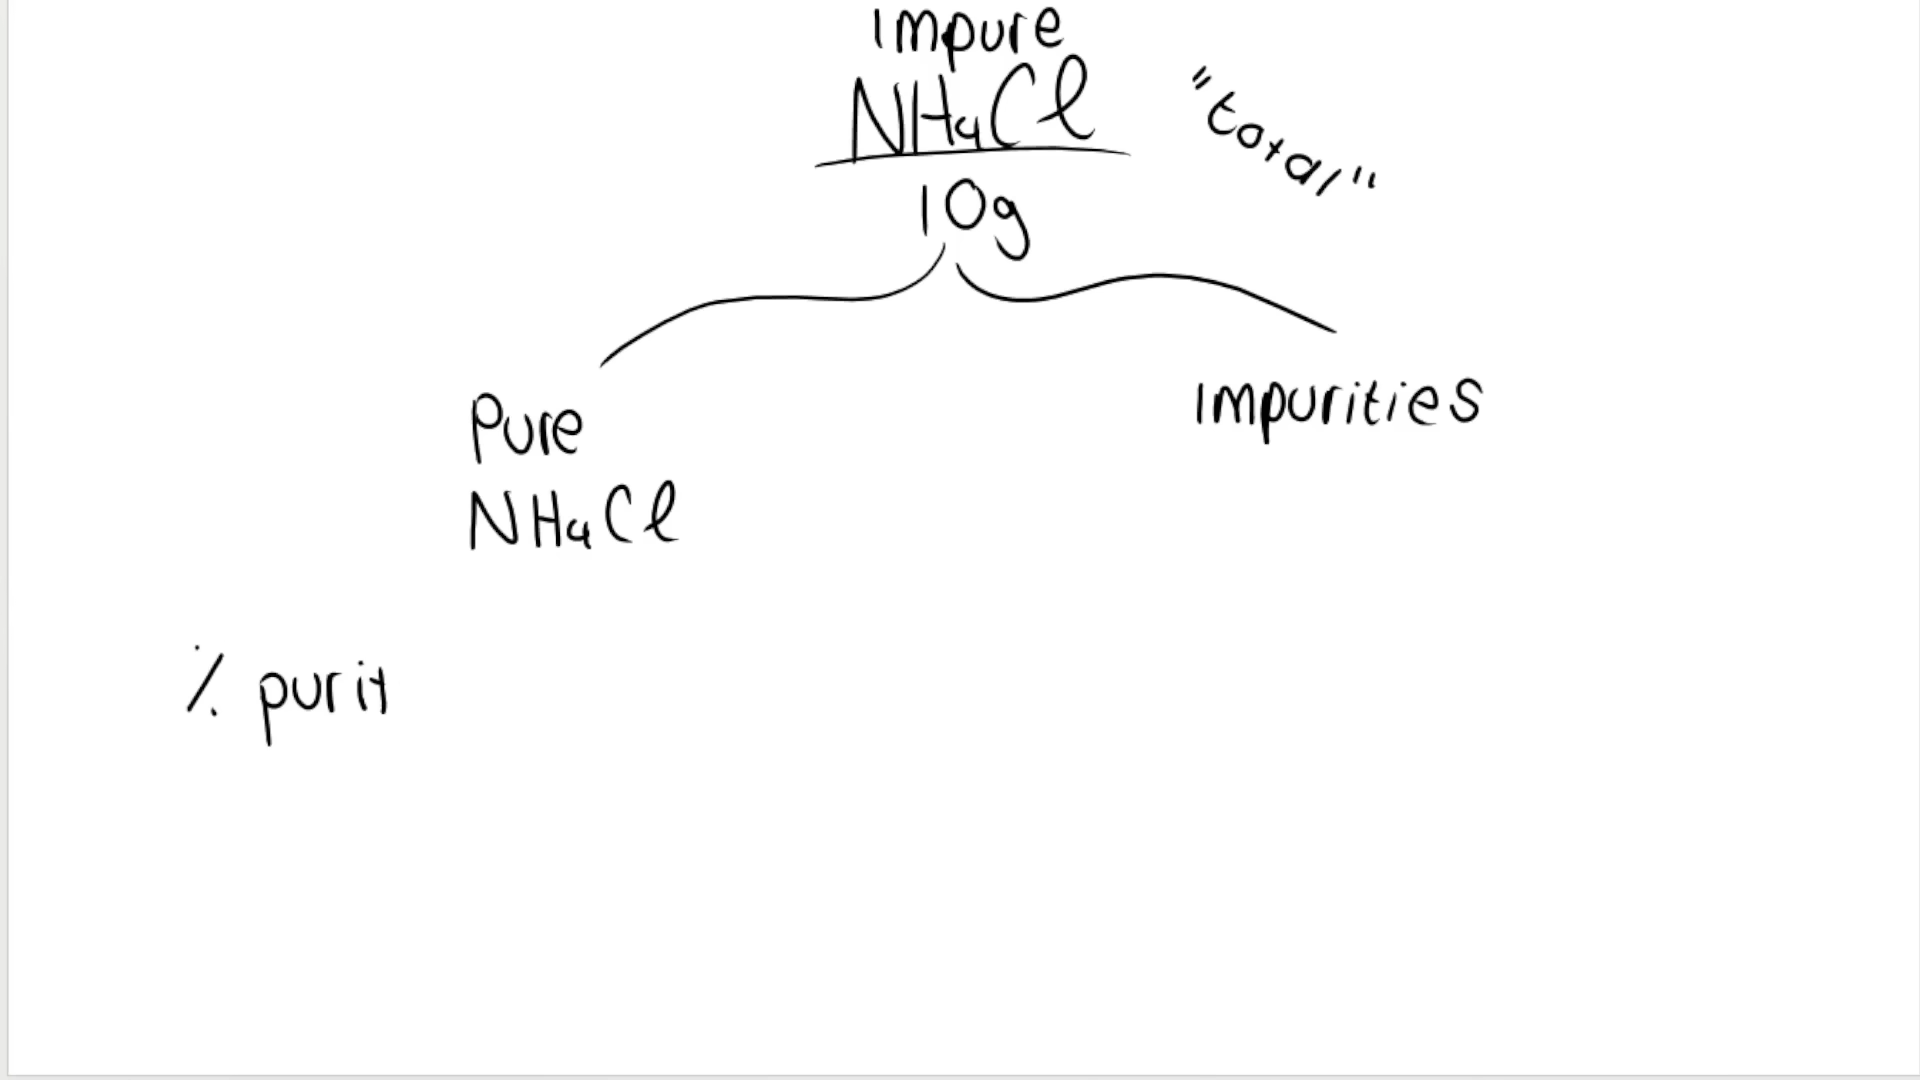 Impure
NH₄Cl
"total"
10g
Pure
Impurities
NH₄Cl
% purit